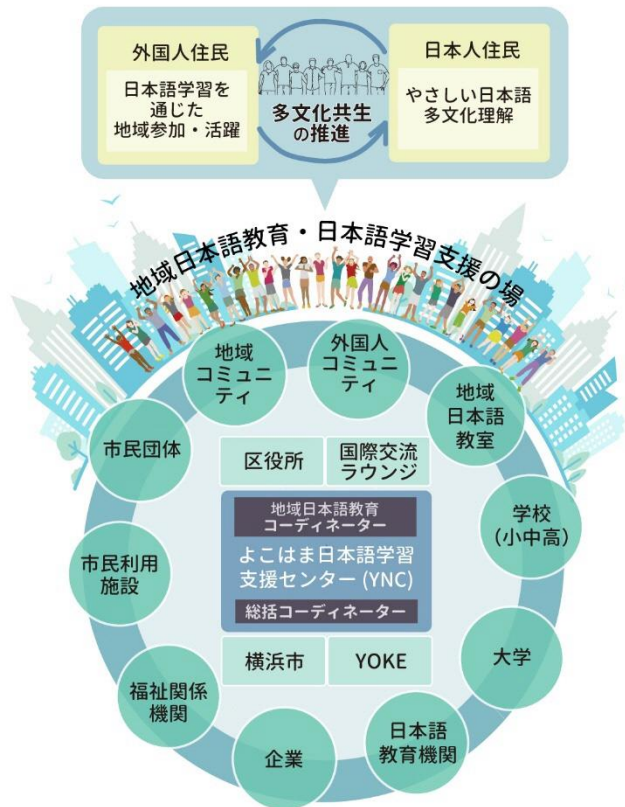 外国人住民
日本語学習を
通じた
地域参加・活躍
多文化共生
の推進
日本人住民
やさしい日本語
多文化理解
地域日本語教育・日本語学習支援の場
地域
コミュニティ
外国人
コミュニ
ティ
地域
日本語
教室
市民団体
学校
(小中高)
市民利用
施設
大学
福祉関係
機関
企業
日本語
教育機関
区役所
国際交流
ラウンジ
地域日本語教育
コーディネーター
よこはま日本語学習
支援センター (YNC)
総括コーディネーター
横浜市
YOKE